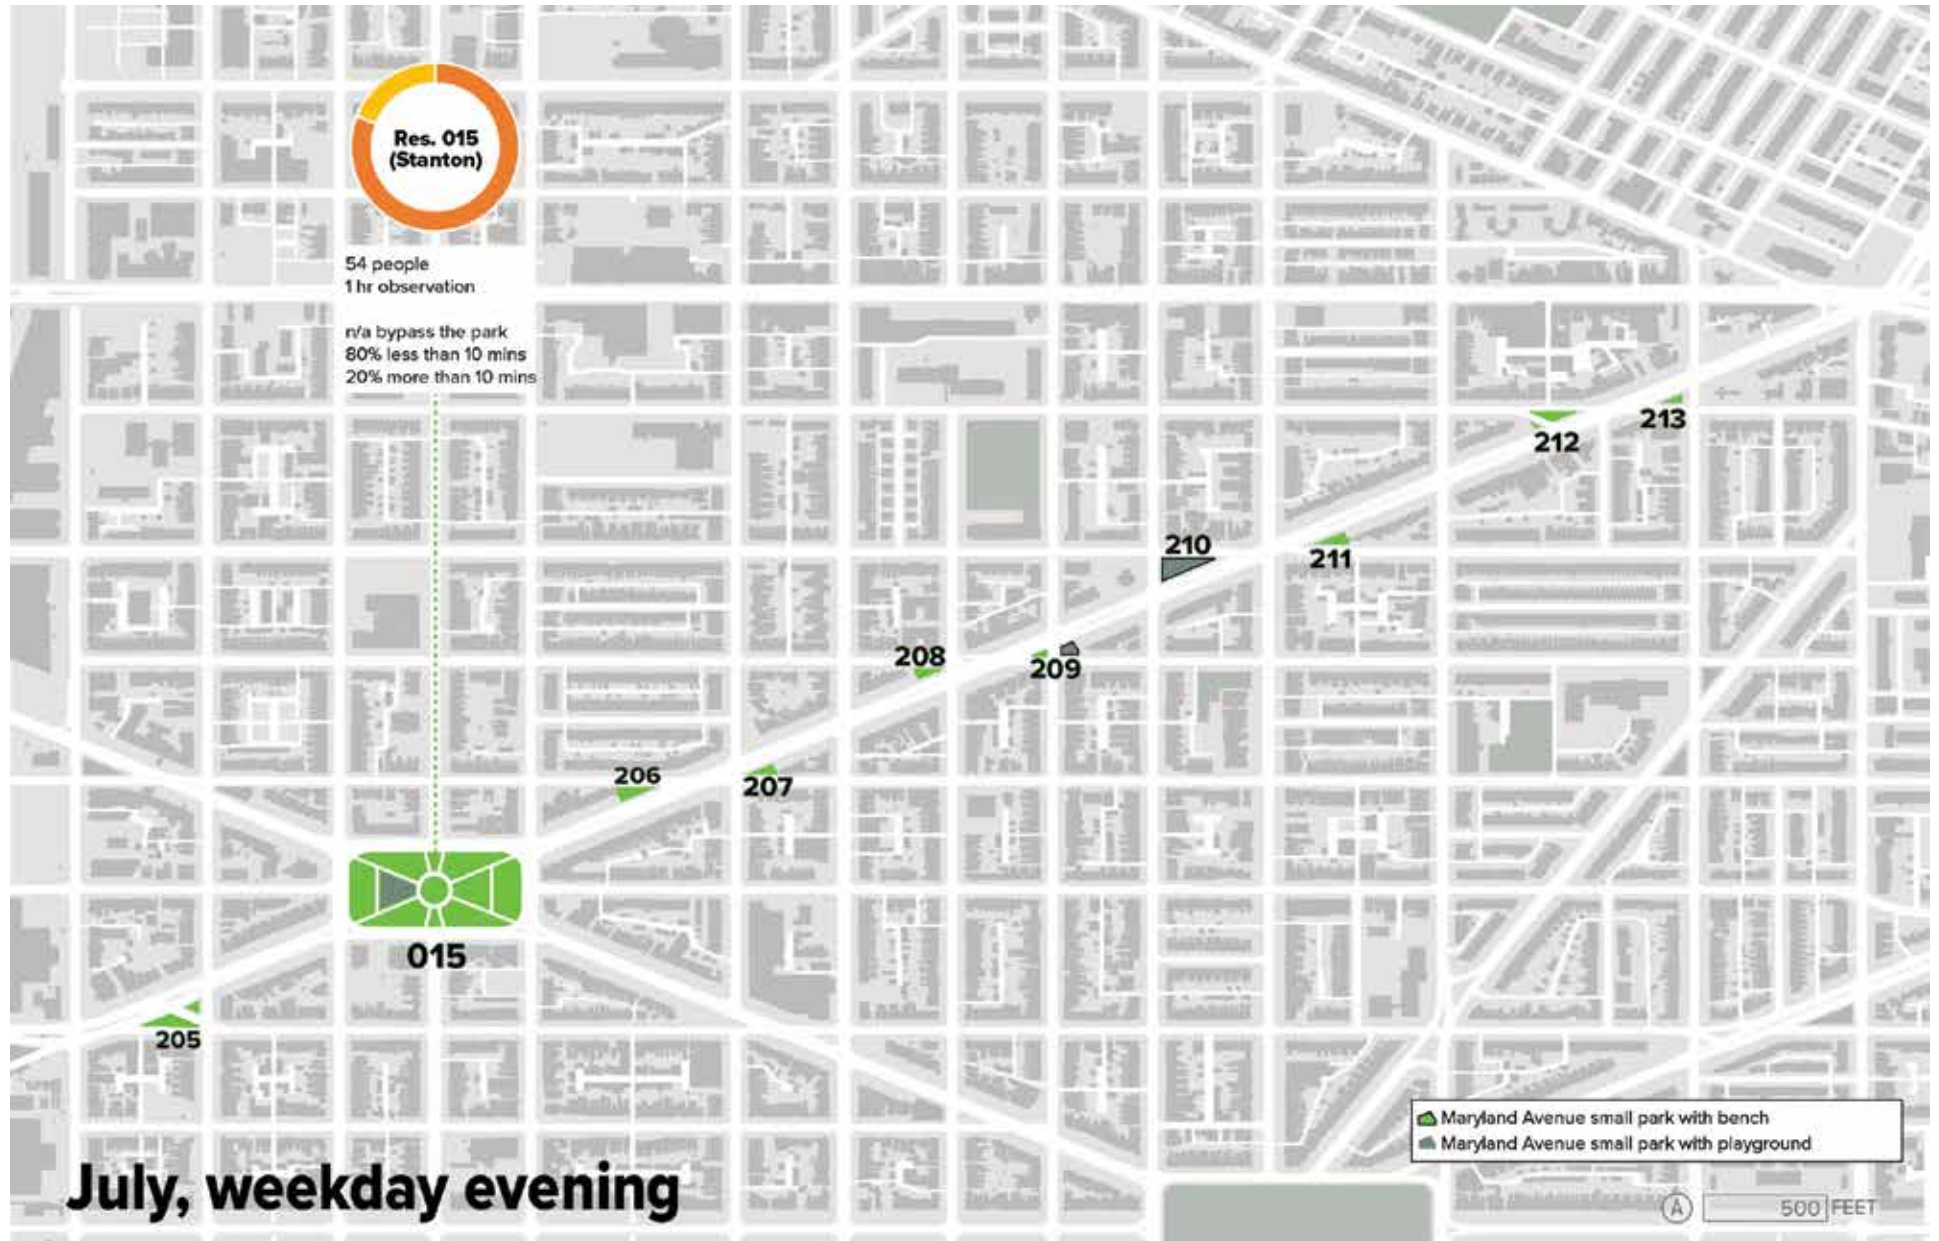 Res. 015
(Stanton)
54 people
1 hr observation
n/a bypass the park
80% less than 10 mins
20% more than 10 mins
213
212
210
211
208
209
206
207
015
205
Maryland Avenue small park with bench
Maryland Avenue small park with playground
July, weekday evening
A
500 FEET